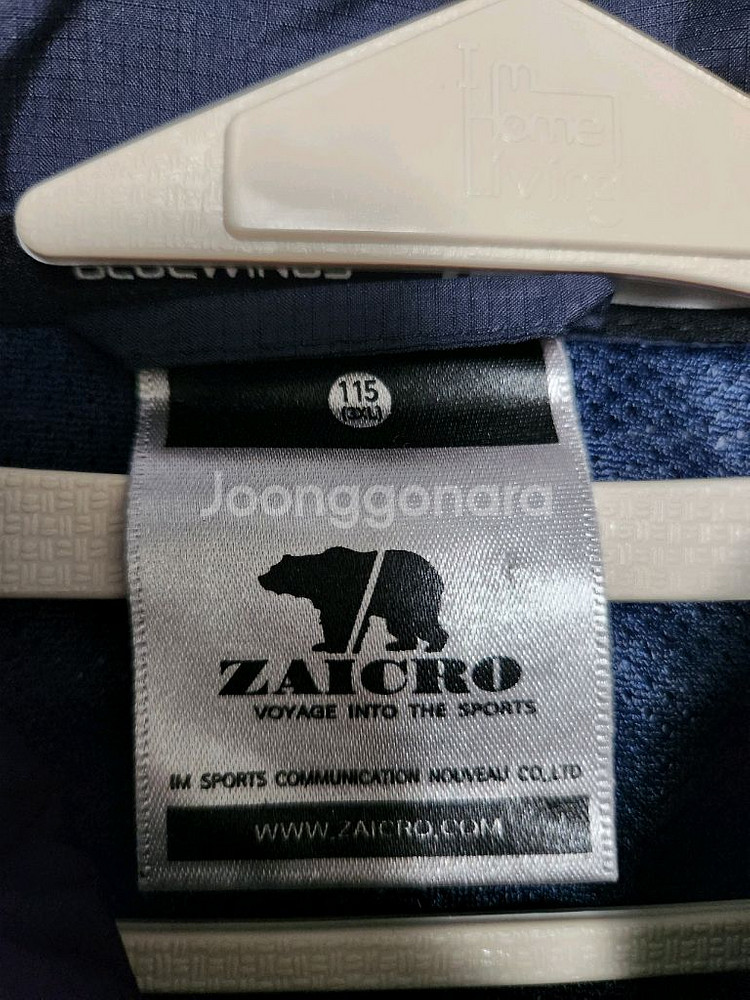 I'm
Home
living
BLUEWINGS
115
(3XL)
Joonggonara
ZAICRO
VOYAGE INTO THE SPORTS
IM SPORTS COMMUNICATION NOUVEAU CO.,LTD
WWW.ZAICRO.COM